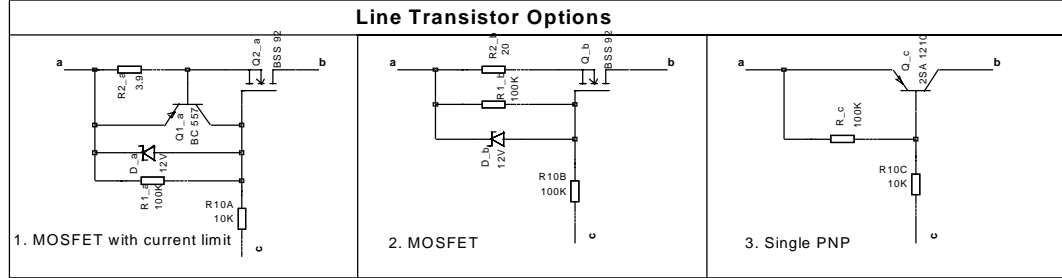 Line Transistor Options
a
R2_a
3.9
Q2_a
BSS 92
b
Q1_a
BC 557
D_a
12V
R1_a
100K
R10A
10K
c
1. MOSFET with current limit
a
R2_b
20
Q_b
BSS 92
b
R1_b
100K
D_b
12V
R10B
100K
c
2. MOSFET
a
Q_c
2SA 1210
b
R_c
100K
R10C
10K
c
3. Single PNP